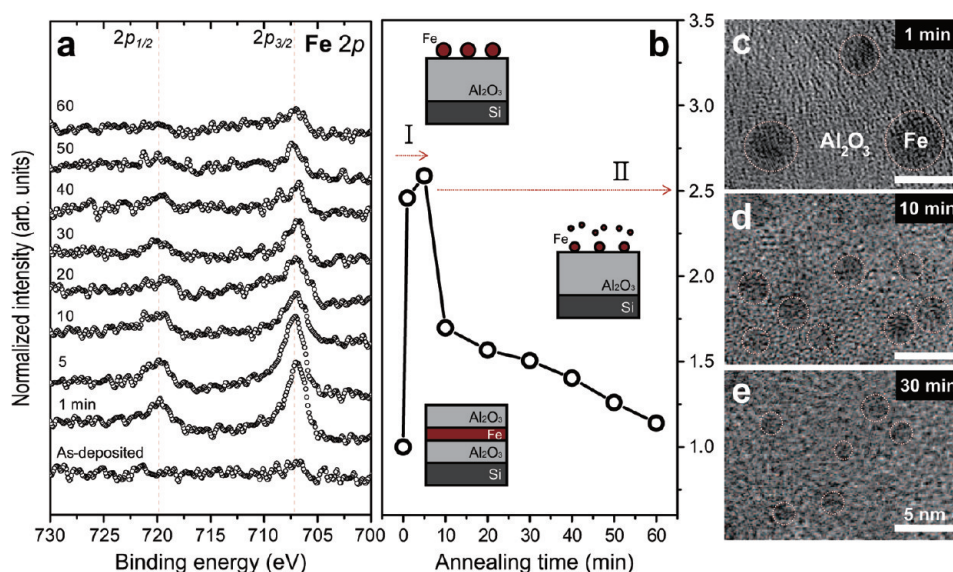 a
2p1/2
2p3/2
Fe 2p
60
50
40
30
20
10
5
1 min
As-deposited
Normalized intensity (arb. units)
730 725 720 715 710 705 700
Binding energy (eV)
b
Fe
Al2O3
Si
I
II
Fe
Al2O3
Si
Al2O3
Fe
Al2O3
Si
3.5
3.0
2.5
2.0
1.5
1.0
0 10 20 30 40 50 60
Annealing time (min)
c
1 min
Al2O3
Fe
d
10 min
e
30 min
5 nm